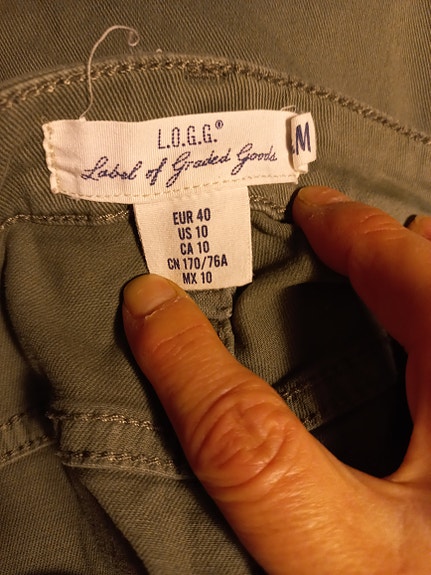 L.O.G.G.®
Label of Graded Goods
M
EUR 40
US 10
CA 10
CN 170/76A
MX 10